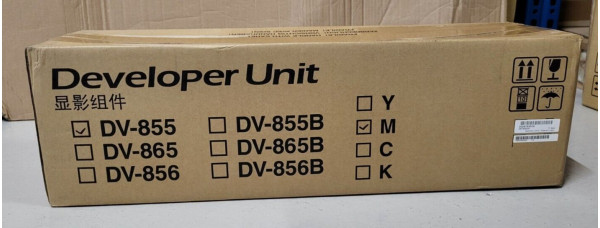 Developer Unit
显影组件
☑ DV-855 ☐ DV-855B ☐ Y
☐ DV-865 ☐ DV-865B ☑ M
☐ DV-856 ☐ DV-856B ☐ C
☐ K